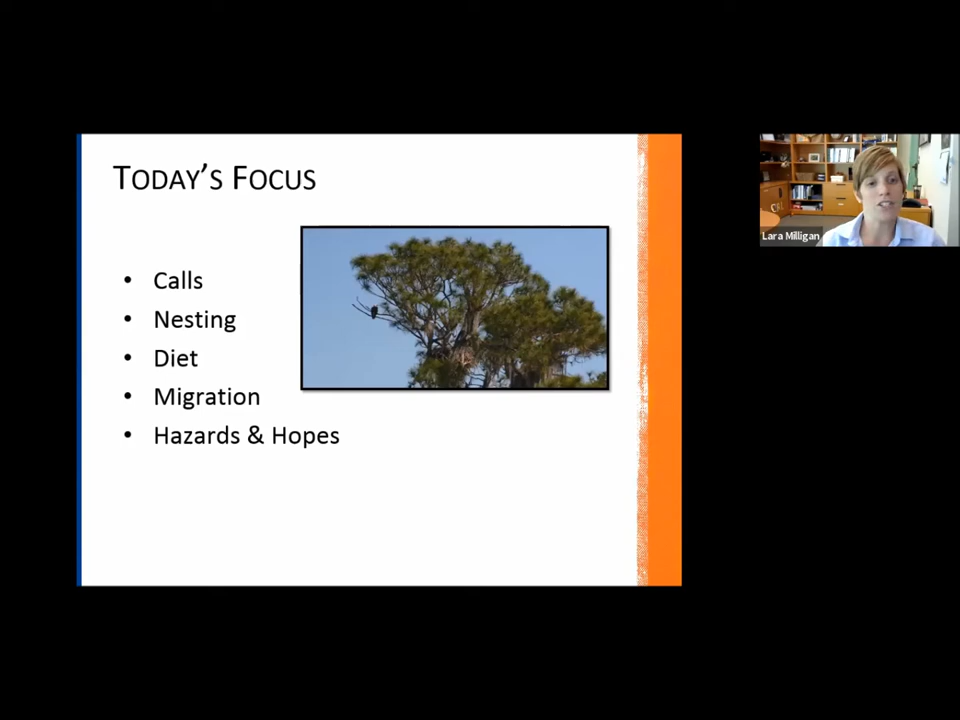 TODAY'S FOCUS
• Calls
• Nesting
• Diet
• Migration
• Hazards & Hopes
Lara Milligan